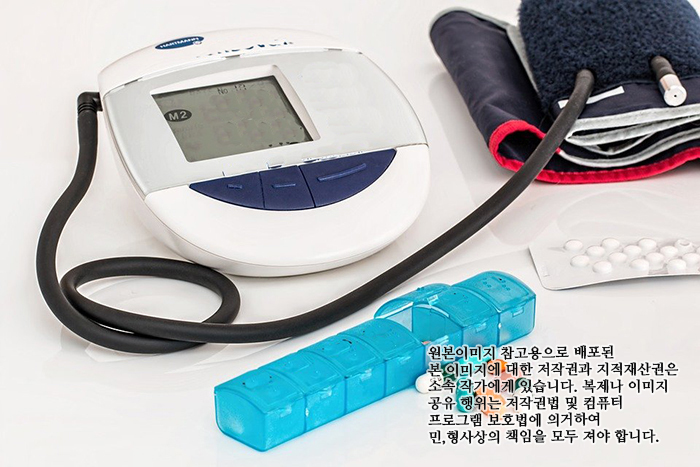 HARTMANN
No 13
M2
원본이미지 참고용으로 배포된
본 이미지에 대한 저작권과 지적재산권은
소속 작가에게 있습니다. 복제나 이미지
공유 행위는 저작권법 및 컴퓨터
프로그램 보호법에 의거하여
민,형사상의 책임을 모두 져야 합니다.